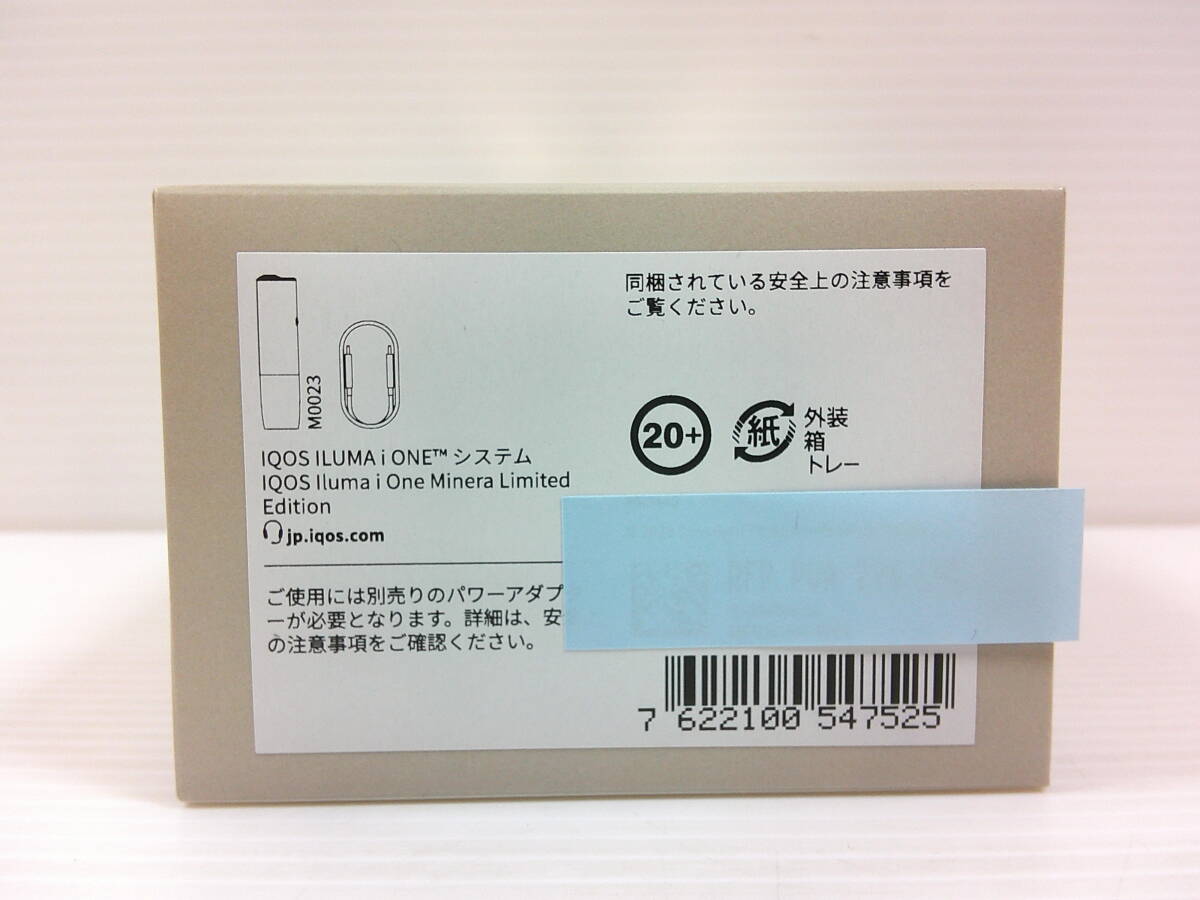 M0023
IQOS ILUMA i ONE™ システム
IQOS Iluma i One Minera Limited
Edition
jp.iqos.com
ご使用には別売りのパワーアダプ
ーが必要となります。詳細は、安
の注意事項をご確認ください。
同梱されている安全上の注意事項を
ご覧ください。
20+
紙
外装
箱
トレー
7 622100 547525